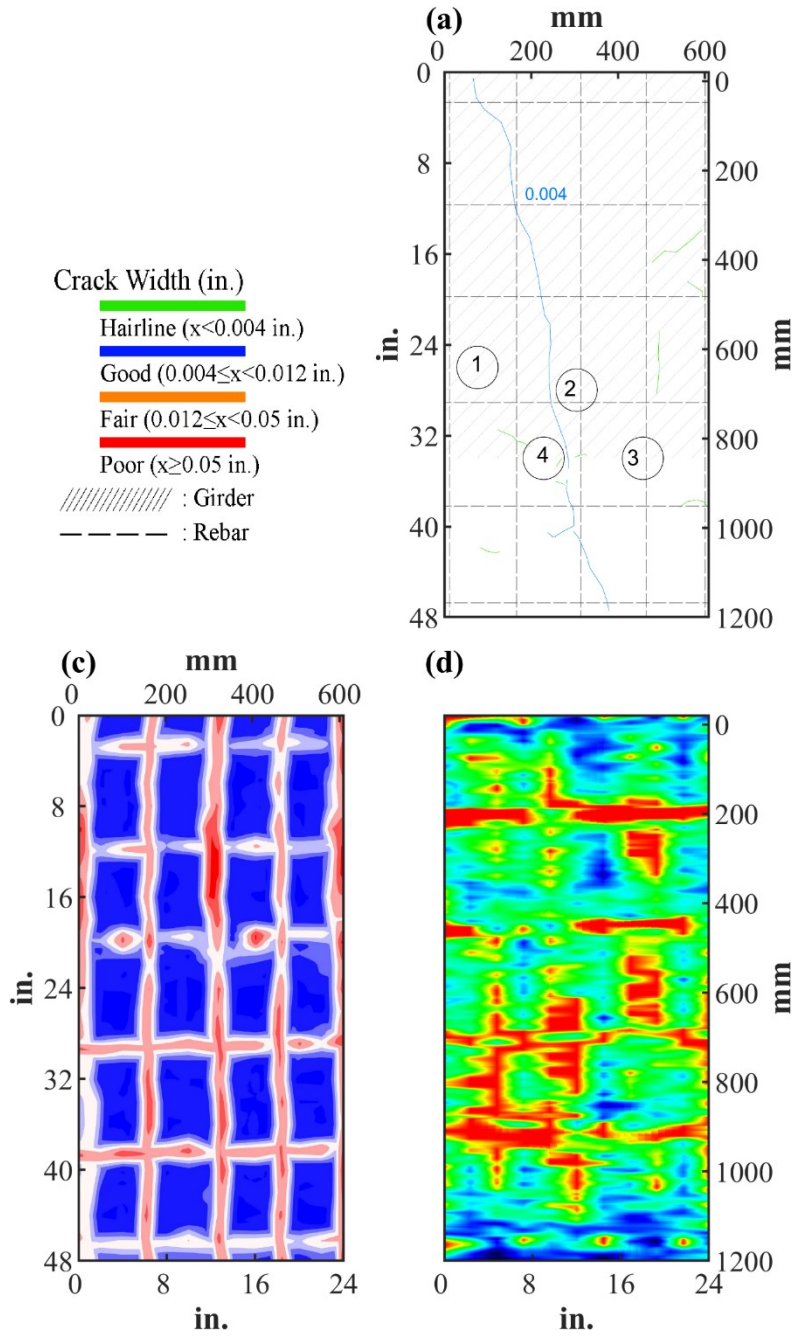 (a)
mm
200 400 600
0
8
16
24
32
40
48
in.
0
200
400
600
800
1000
1200
mm
0.004
1
2
3
4
Crack Width (in.)
Hairline (x<0.004 in.)
Good (0.004≤x<0.012 in.)
Fair (0.012≤x<0.05 in.)
Poor (x≥0.05 in.)
: Girder
: Rebar
(c)
mm
0 200 400 600
0
8
16
24
32
40
48
in.
0 8 16 24
in.
(d)
0
200
400
600
800
1000
1200
mm
0 8 16 24
in.